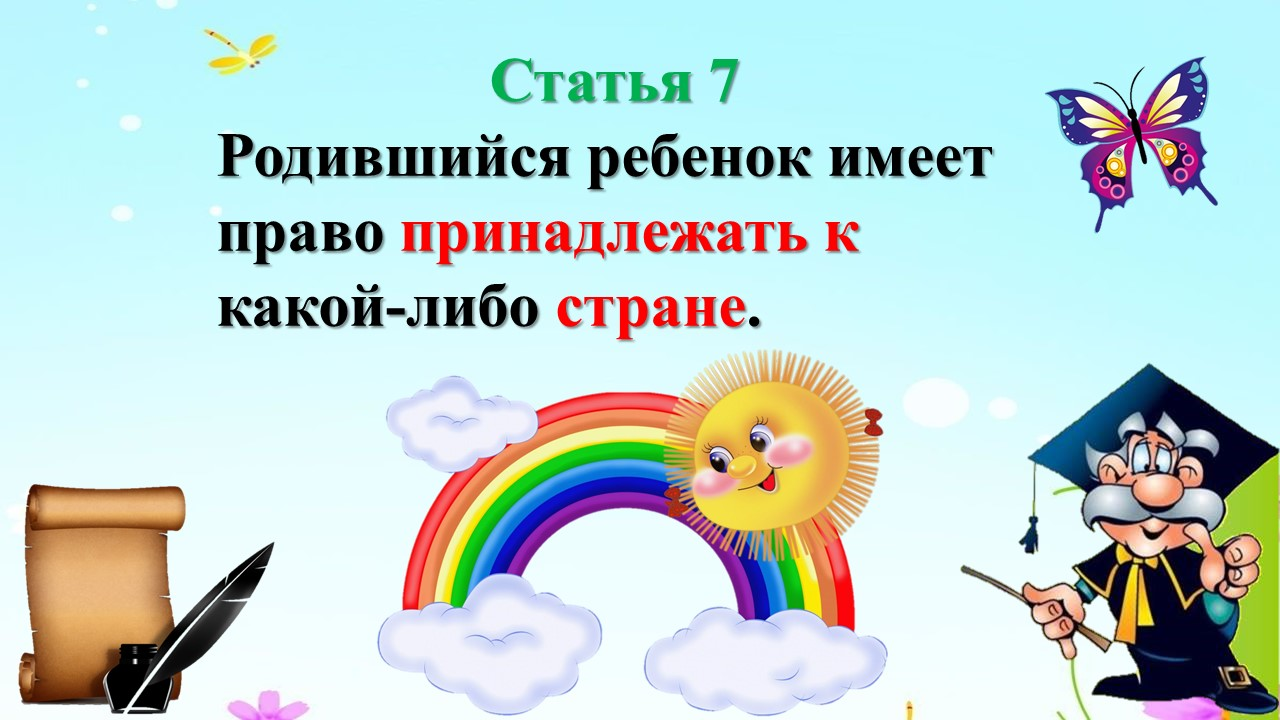 Статья 7
Родившийся ребенок имеет
право принадлежать к
какой-либо стране.